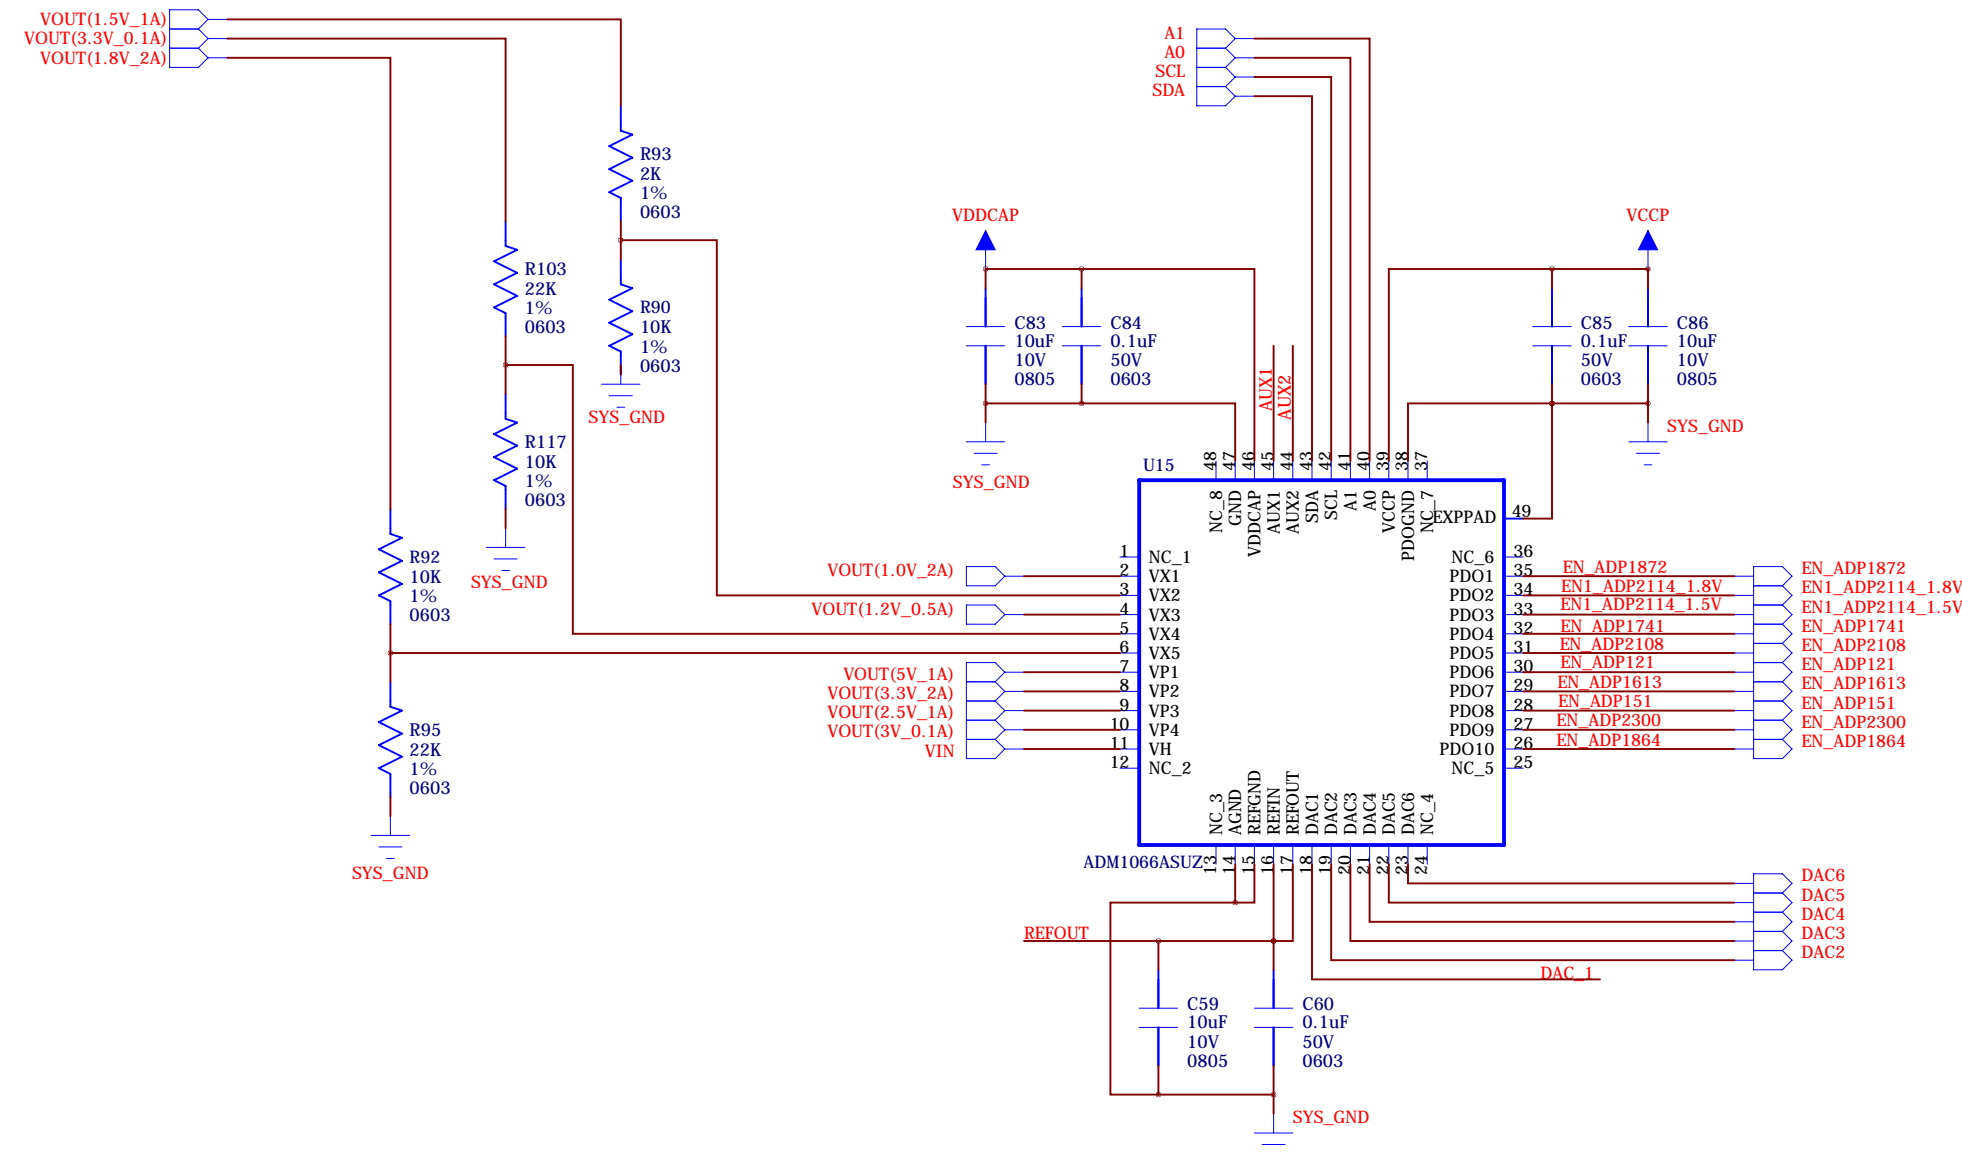 VOUT(1.5V_1A)
VOUT(3.3V_0.1A)
VOUT(1.8V_2A)
A1
A0
SCL
SDA
R93
2K
1%
0603
R103
22K
1%
0603
R90
10K
1%
0603
SYS_GND
R117
10K
1%
0603
SYS_GND
R92
10K
1%
0603
R95
22K
1%
0603
SYS_GND
VDDCAP
C83
10uF
10V
0805
C84
0.1uF
50V
0603
SYS_GND
AUX1
AUX2
VCCP
C85
0.1uF
50V
0603
C86
10uF
10V
0805
SYS_GND
U15
48
47
46
45
44
43
42
41
40
39
38
37
NC_8
GND
VDDCAP
AUX1
AUX2
SDA
SCL
A1
A0
VCCP
PDOGND
NC_7
EXPPAD 49
1 NC_1
VOUT(1.0V_2A) 2 VX1
3 VX2
VOUT(1.2V_0.5A) 4 VX3
5 VX4
6 VX5
VOUT(5V_1A) 7 VP1
VOUT(3.3V_2A) 8 VP2
VOUT(2.5V_1A) 9 VP3
VOUT(3V_0.1A) 10 VP4
VIN 11 VH
12 NC_2
NC_6 36
PDO1 35 EN_ADP1872 EN_ADP1872
PDO2 34 EN1_ADP2114_1.8V EN1_ADP2114_1.8V
PDO3 33 EN1_ADP2114_1.5V EN1_ADP2114_1.5V
PDO4 32 EN_ADP1741 EN_ADP1741
PDO5 31 EN_ADP2108 EN_ADP2108
PDO6 30 EN_ADP121 EN_ADP121
PDO7 29 EN_ADP1613 EN_ADP1613
PDO8 28 EN_ADP151 EN_ADP151
PDO9 27 EN_ADP2300 EN_ADP2300
PDO10 26 EN_ADP1864 EN_ADP1864
NC_5 25
NC_3
AGND
REFGND
REFIN
REFOUT
DAC1
DAC2
DAC3
DAC4
DAC5
DAC6
NC_4
ADM1066ASUZ
13
14
15
16
17
18
19
20
21
22
23
24
DAC6
DAC5
DAC4
DAC3
DAC2
REFOUT
DAC_1
C59
10uF
10V
0805
C60
0.1uF
50V
0603
SYS_GND